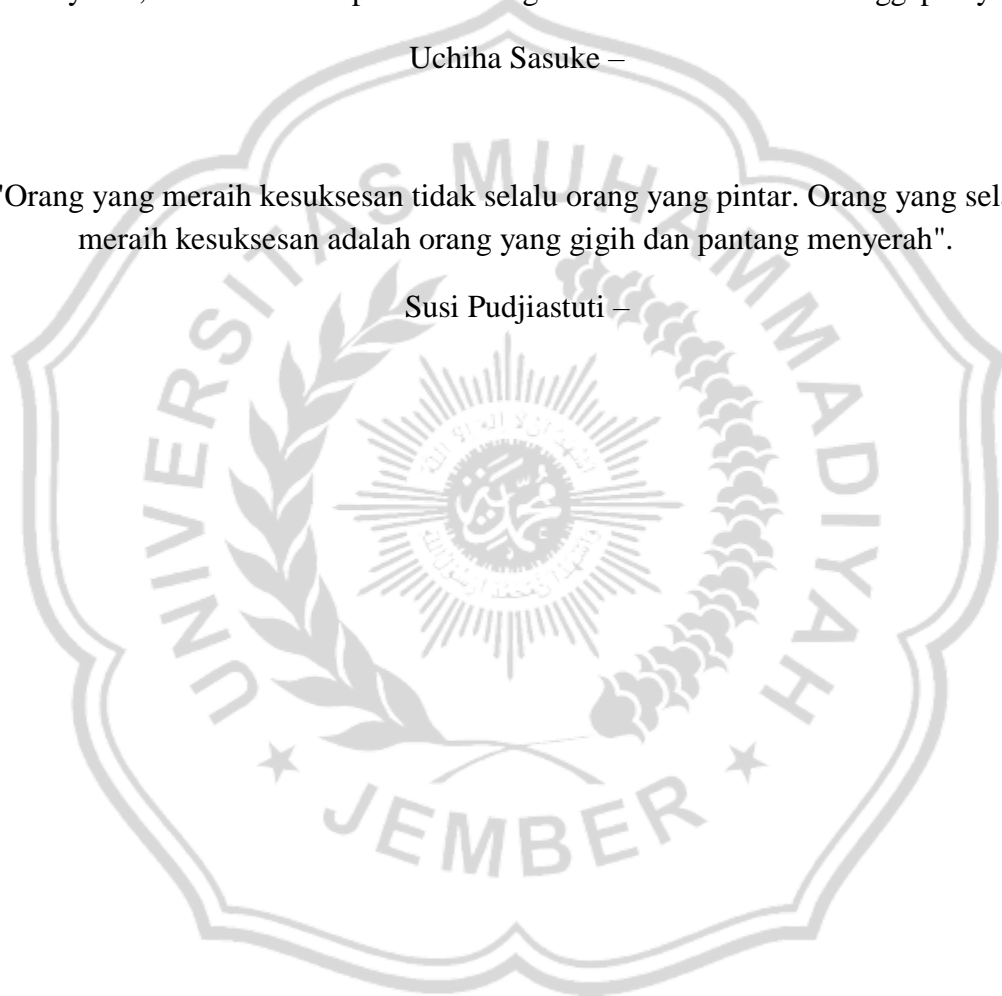 Uchiha Sasuke –
"Orang yang meraih kesuksesan tidak selalu orang yang pintar. Orang yang
meraih kesuksesan adalah orang yang gigih dan pantang menyerah".
Susi Pudjiastuti –
UNIVERSITAS MUHAMMADIYAH
JEMBER